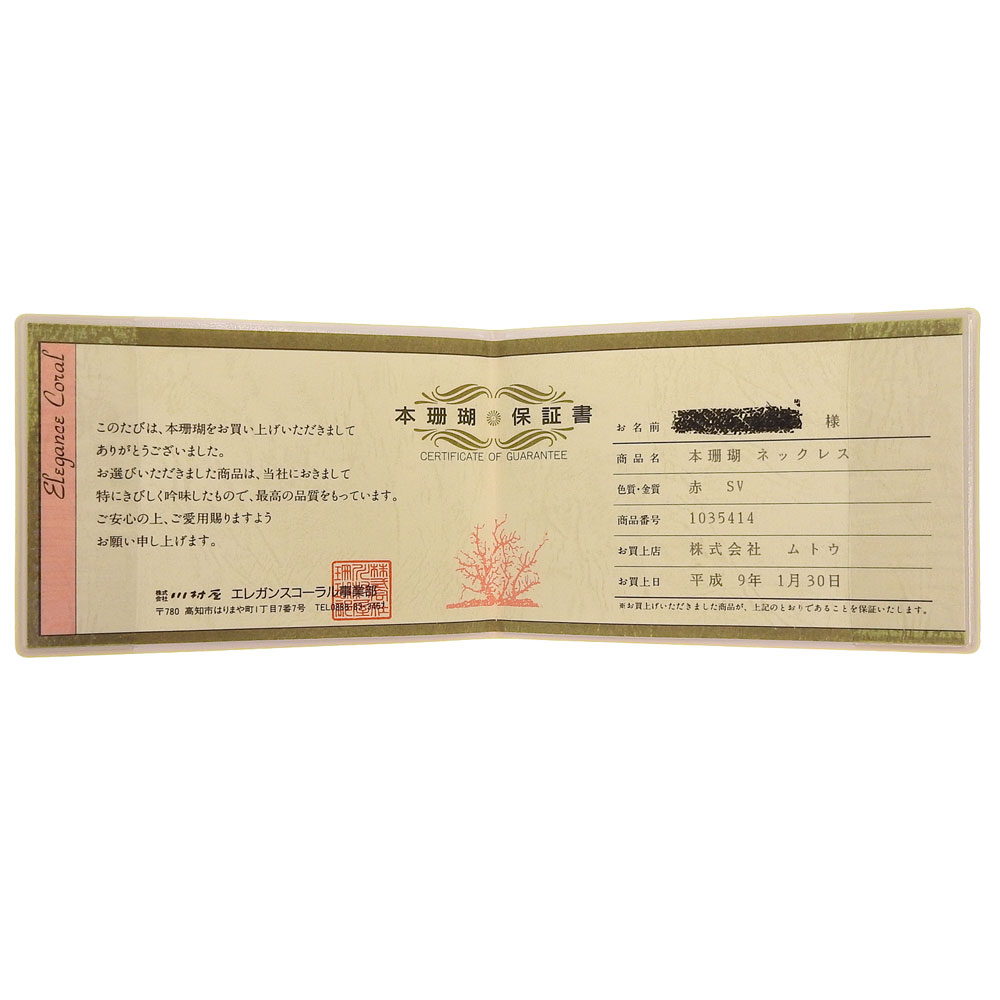 Elegance Coral
このたびは、本珊瑚をお買い上げいただきまして
ありがとうございました。
お選びいただきました商品は、当社におきまして
特にきびしく吟味したもので、最高の品質をもっています。
ご安心の上、ご愛用賜りますよう
お願い申し上げます。
株式会社 川村屋 エレガンスコーラル事業部
〒780 高知市はりまや町1丁目7番7号
本珊瑚 保証書
CERTIFICATE OF GUARANTEE
お名前 様
商品名 本珊瑚 ネックレス
色質・金質 赤 SV
商品番号 1035414
お買上店 株式会社 ムトウ
お買上日 平成 9年 1月30日
※お買上げいただきました商品が、上記のとおりであることを保証いたします。